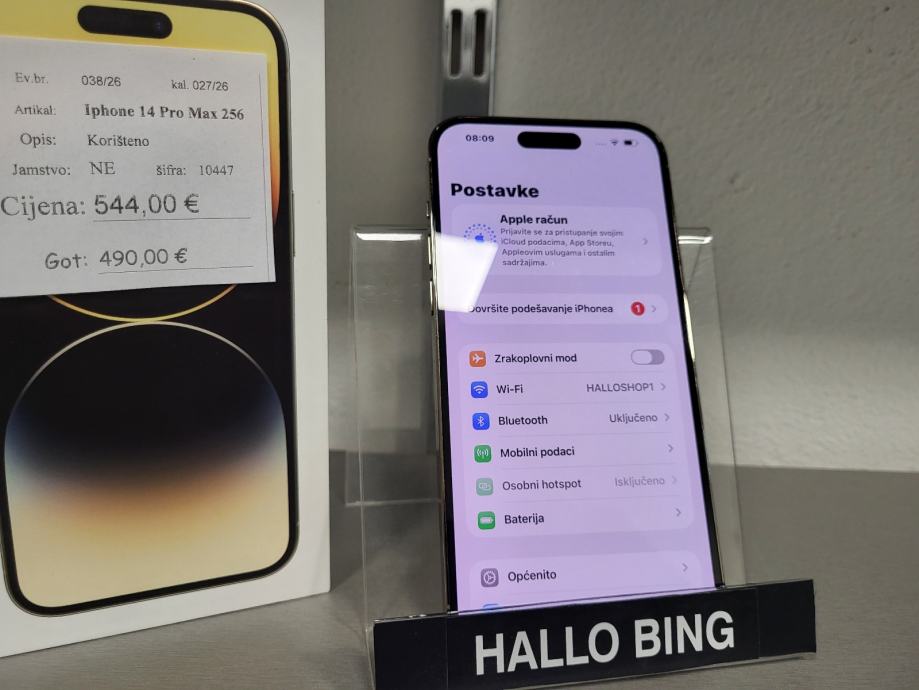 Ev.br. 038/26 kal. 027/26
Artikal: Iphone 14 Pro Max 256
Opis: Korišteno
Jamstvo: NE šifra: 10447
Cijena: 544,00 €
Got: 490,00 €
08:09
Postavke
Apple račun
Prijavite se za pristupanje svojim
iCloud podacima, App Storeu,
Appleovim uslugama i ostalim
sadržajima.
Dovršite podešavanje iPhonea 1
Zrakoplovni mod
Wi-Fi HALLOSHOP1
Bluetooth Uključeno
Mobilni podaci
Osobni hotspot Isključeno
Baterija
Općenito
HALLO BING